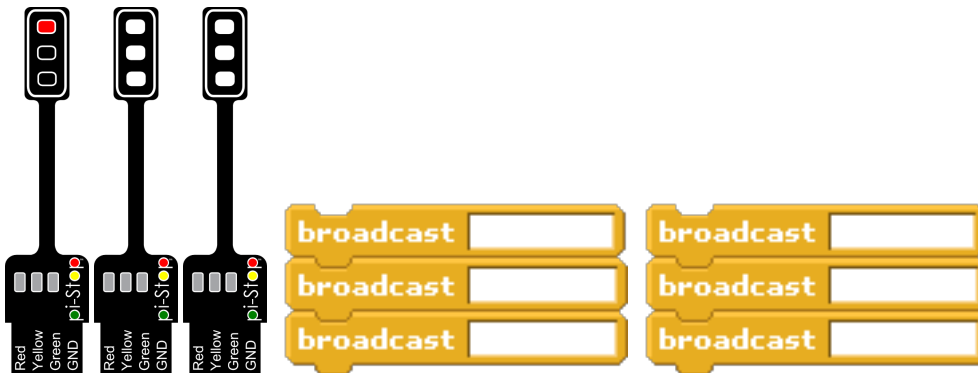 pi-Stop
Red
Yellow
Green
GND
pi-Stop
Red
Yellow
Green
GND
pi-Stop
Red
Yellow
Green
GND
broadcast
broadcast
broadcast
broadcast
broadcast
broadcast